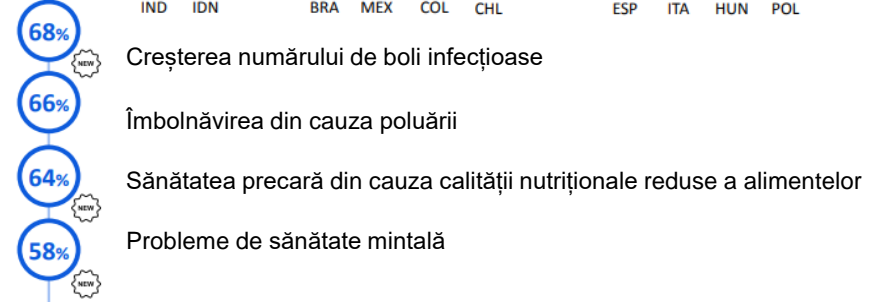 IND IDN BRA MEX COL CHL ESP ITA HUN POL
68%
NEW
Creșterea numărului de boli infecțioase
66%
Îmbolnăvirea din cauza poluării
64%
NEW
Sănătatea precară din cauza calității nutriționale reduse a alimentelor
58%
NEW
Probleme de sănătate mintală